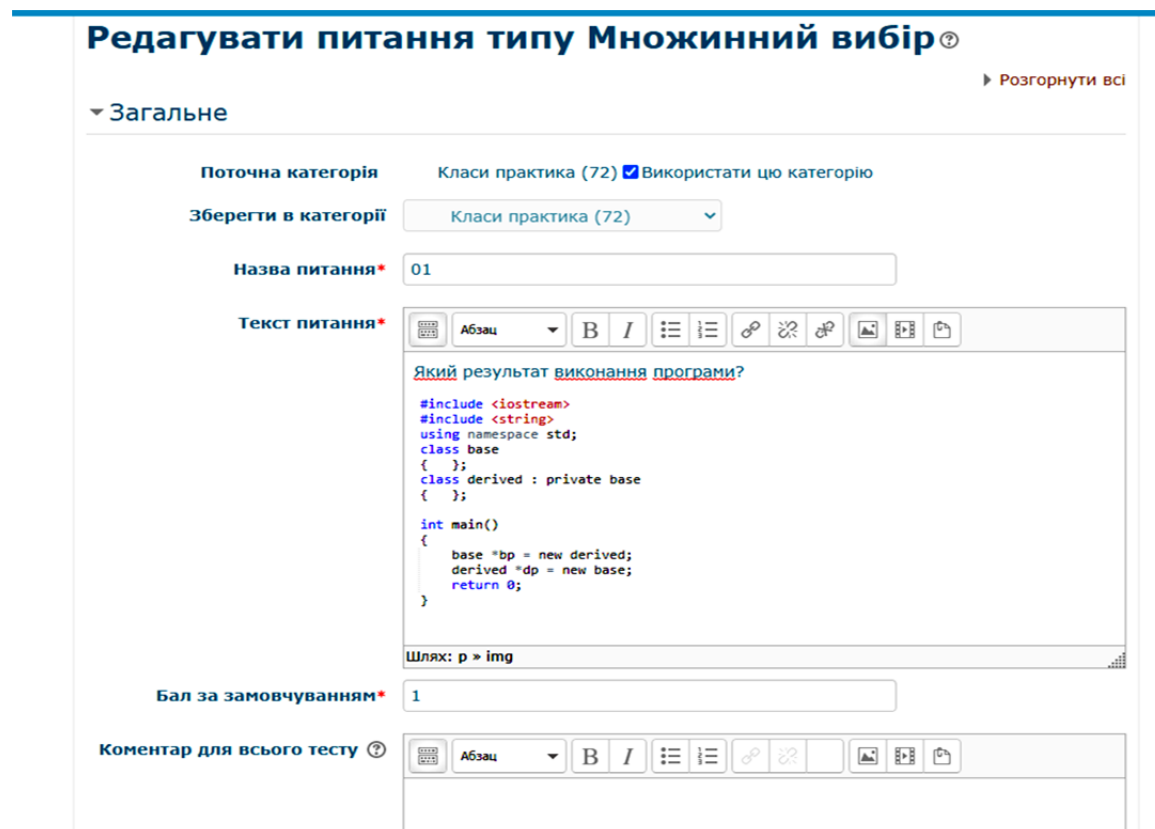 Редагувати питання типу Множинний вибір
Розгорнути всі
Загальне
Поточна категорія Класи практика (72) Використати цю категорію
Зберегти в категорії Класи практика (72)
Назва питання* 01
Текст питання* Абзац B I
Який результат виконання програми?
#include <iostream>
#include <string>
using namespace std;
class base
{ };
class derived : private base
{ };
int main()
{
base *bp = new derived;
derived *dp = new base;
return 0;
}
Шлях: p » img
Бал за замовчуванням* 1
Коментар для всього тесту Абзац B I